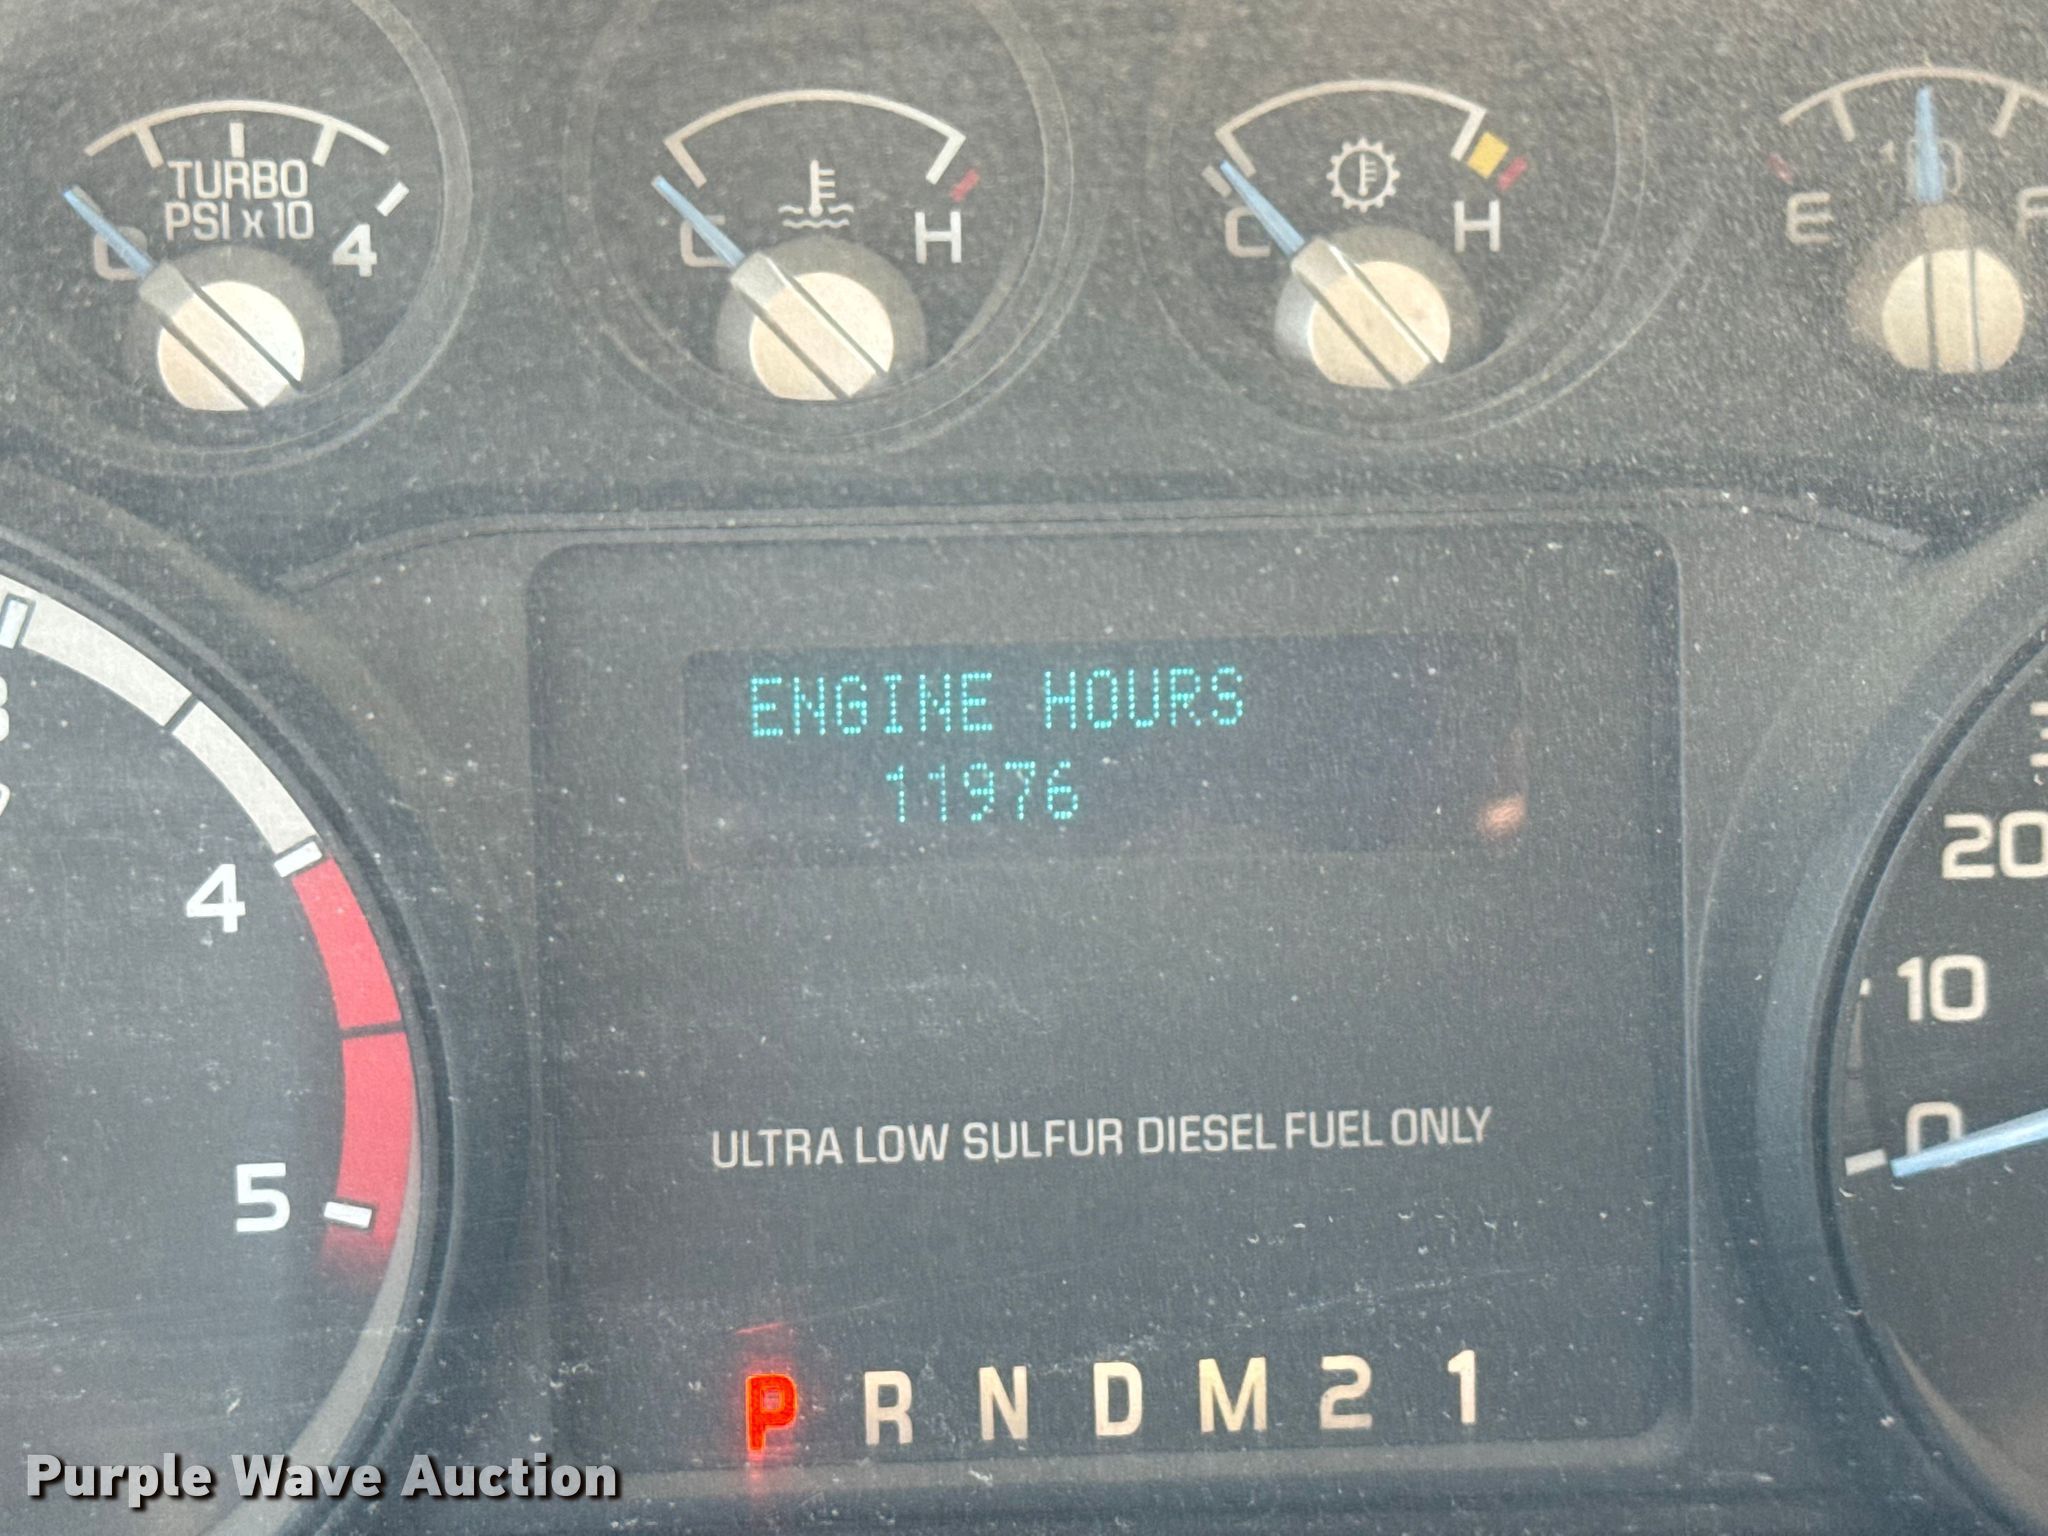 TURBO
PSI x 10
0 4
C H
C H
E
ENGINE HOURS
11976
4
5
20
10
0
ULTRA LOW SULFUR DIESEL FUEL ONLY
P R N D M 2 1
Purple Wave Auction